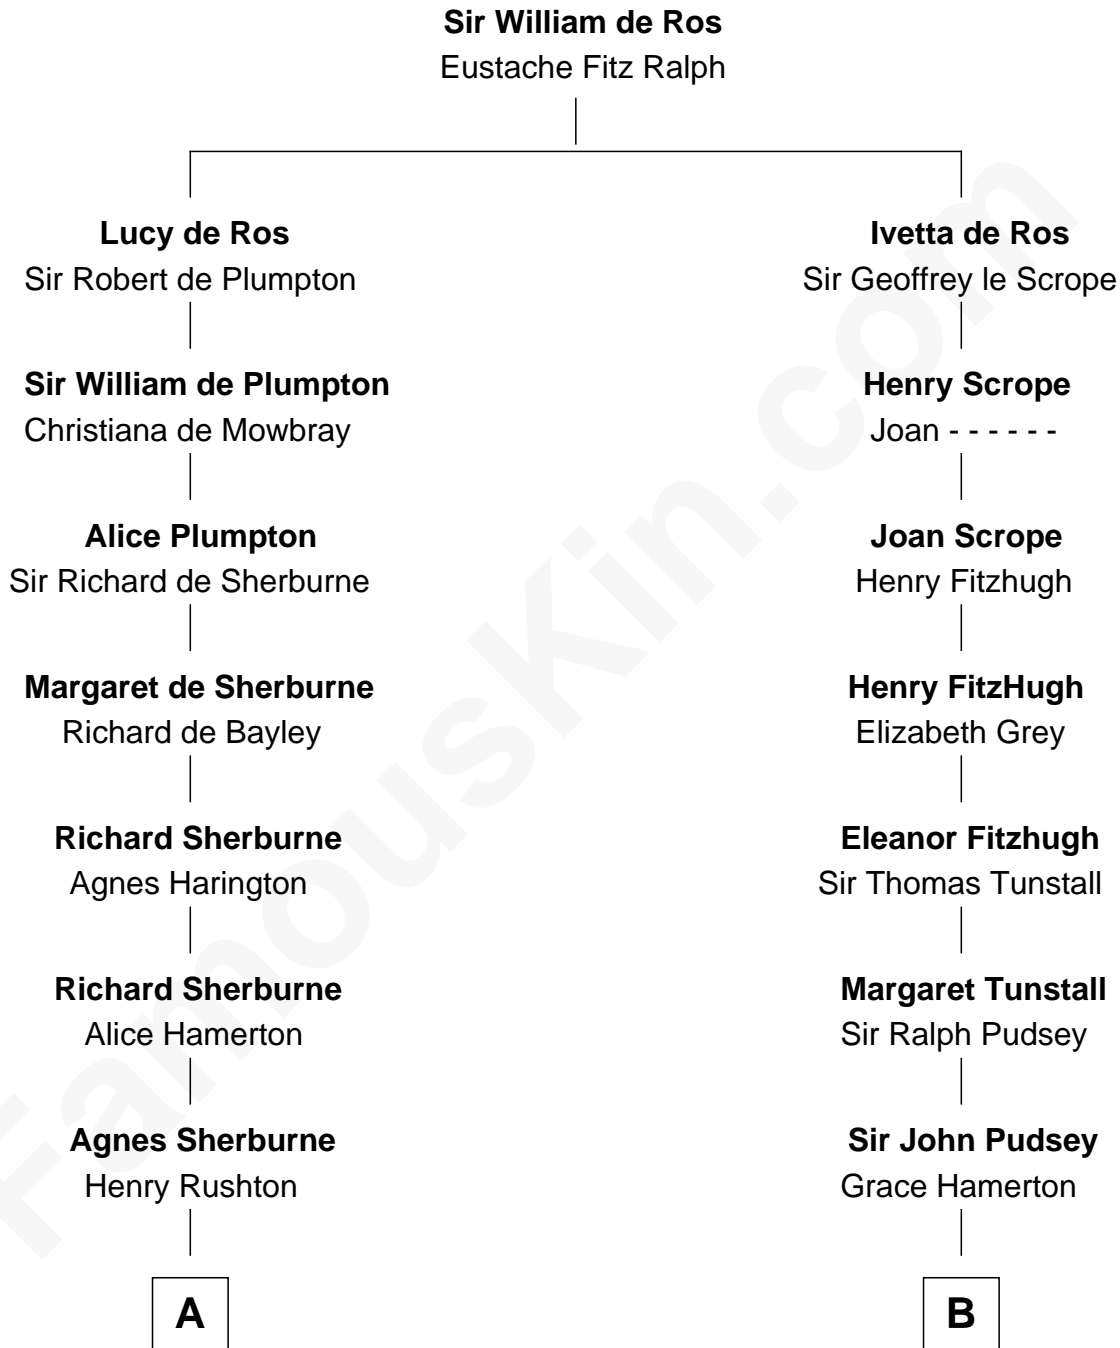 Sir William de Ros
Eustache Fitz Ralph
Lucy de Ros
Sir Robert de Plumpton
Ivetta de Ros
Sir Geoffrey le Scrope
Sir William de Plumpton
Christiana de Mowbray
Henry Scrope
Joan - - - - - -
Alice Plumpton
Sir Richard de Sherburne
Joan Scrope
Henry Fitzhugh
Margaret de Sherburne
Richard de Bayley
Henry FitzHugh
Elizabeth Grey
Richard Sherburne
Agnes Harington
Eleanor Fitzhugh
Sir Thomas Tunstall
Richard Sherburne
Alice Hamerton
Margaret Tunstall
Sir Ralph Pudsey
Agnes Sherburne
Henry Rushton
Sir John Pudsey
Grace Hamerton
A
B
FamousKin.com